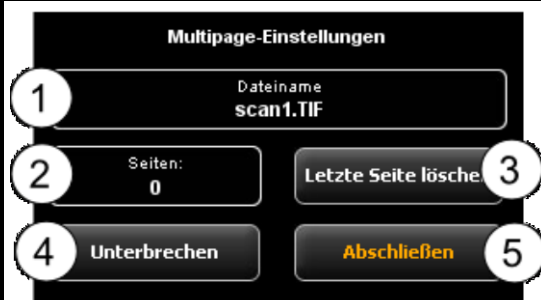 Multipage-Einstellungen
1
Dateiname
scan1.TIF
2
Seiten:
0
Letzte Seite lösche
3
4
Unterbrechen
Abschließen
5